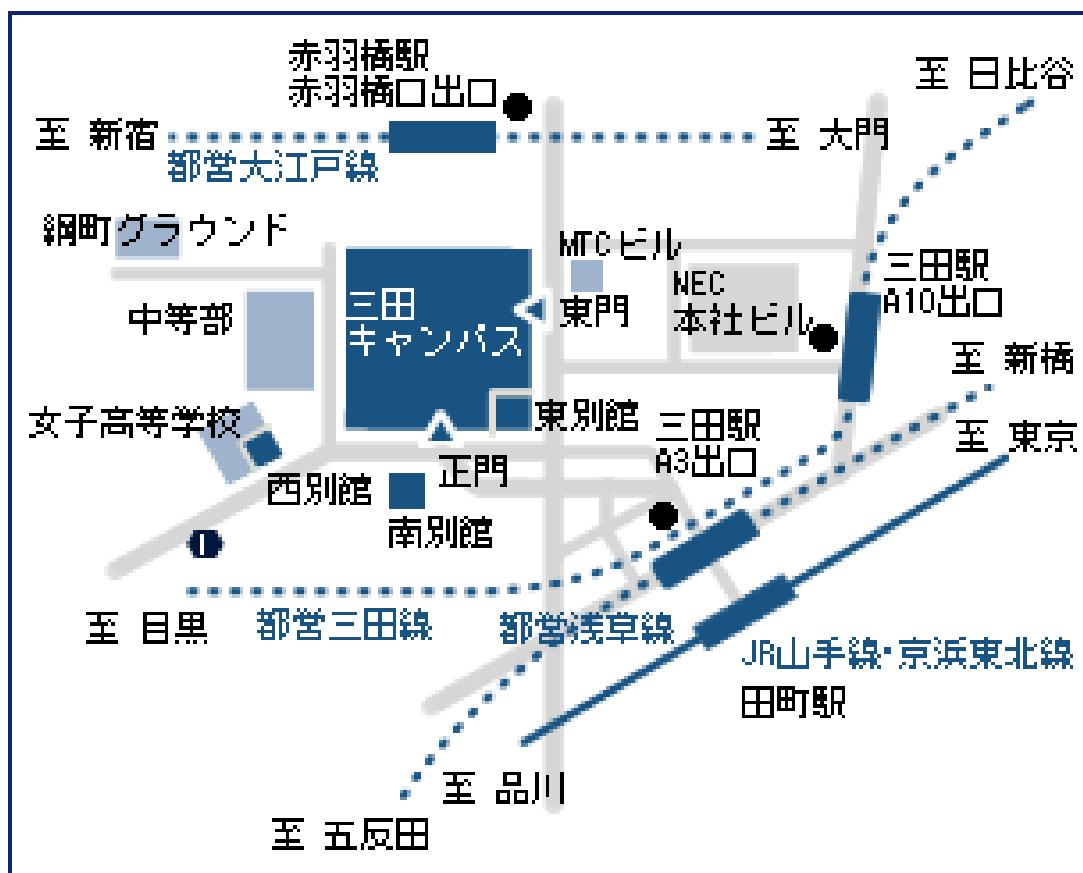 赤羽橋駅
赤羽橋口出口
至 日比谷
至 新宿
至 大門
都営大江戸線
綱町グラウンド
MTCビル
三田駅
A10出口
NEC
本社ビル
中等部
三田
キャンパス
東門
至 新橋
女子高等学校
東別館
三田駅
A3出口
至 東京
正門
西別館
南別館
至 目黒
都営三田線
都営浅草線
JR山手線・京浜東北線
田町駅
至 品川
至 五反田